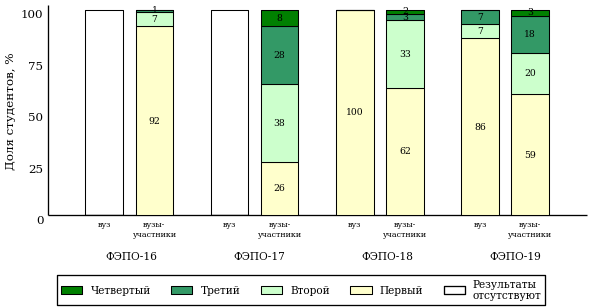 Доля студентов, %
100
75
50
25
0
1
7
92
8
28
38
26
100
2
3
33
62
7
7
86
3
18
20
59
вуз
вузы-участники
вуз
вузы-участники
вуз
вузы-участники
вуз
вузы-участники
ФЭПО-16 ФЭПО-17 ФЭПО-18 ФЭПО-19
Четвертый Третий Второй Первый Результаты
отсутствуют